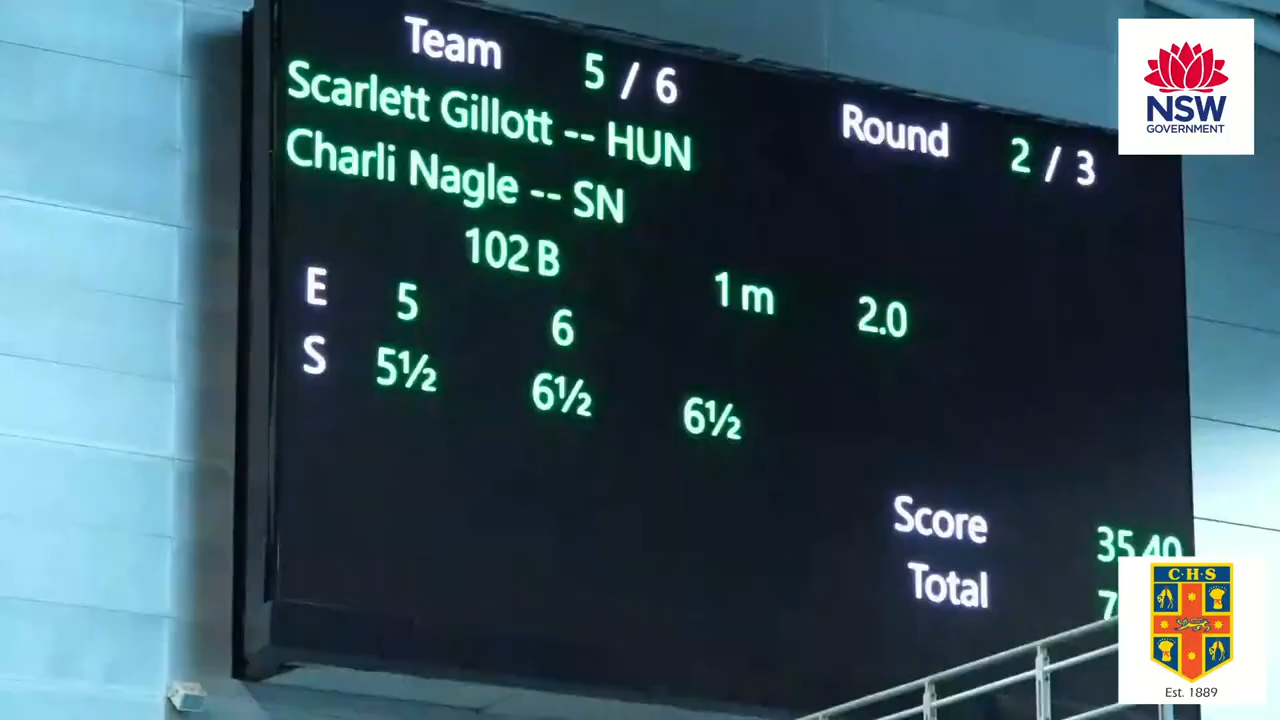 Team 5 / 6
Scarlett Gillott -- HUN
Round 2 / 3
Charli Nagle -- SN
102 B 1 m 2.0
E 5 6
S 5½ 6½ 6½
Score 35.40
Total
NSW
GOVERNMENT
C·H·S
Est. 1889